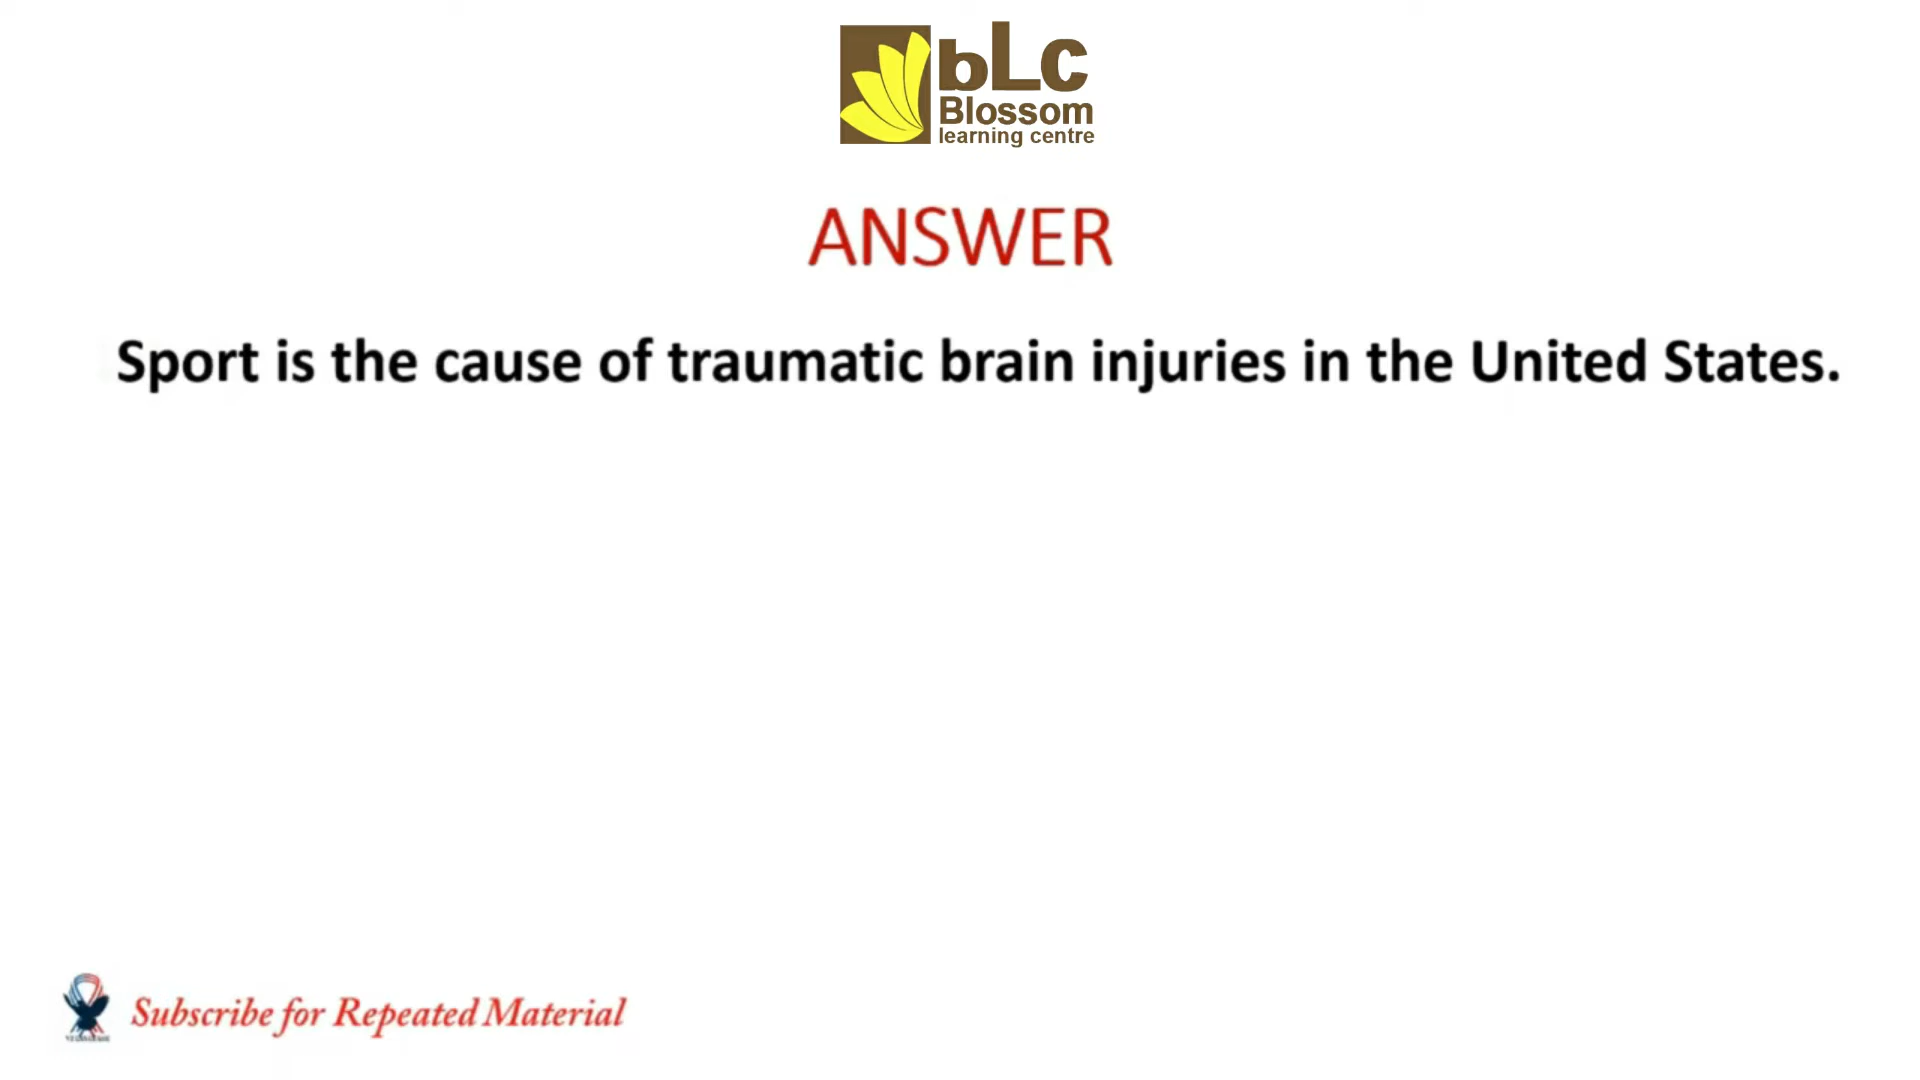 bLc
Blossom
learning centre
ANSWER
Sport is the cause of traumatic brain injuries in the United States.
Subscribe for Repeated Material